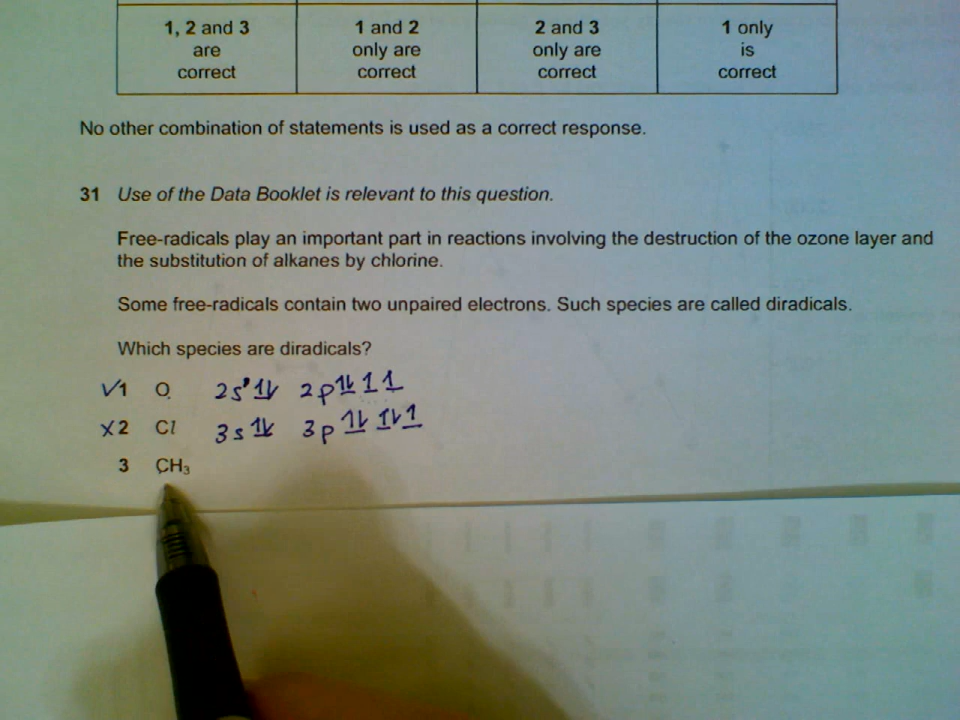 1, 2 and 3 are correct
1 and 2 only are correct
2 and 3 only are correct
1 only is correct
No other combination of statements is used as a correct response.
31 Use of the Data Booklet is relevant to this question.
Free-radicals play an important part in reactions involving the destruction of the ozone layer and
the substitution of alkanes by chlorine.
Some free-radicals contain two unpaired electrons. Such species are called diradicals.
Which species are diradicals?
✓1 O 2s 1⇂ 2p 1⇂ 1 1
x2 Cl 3s 1⇂ 3p 1⇂ 1⇂ 1
3 CH₃